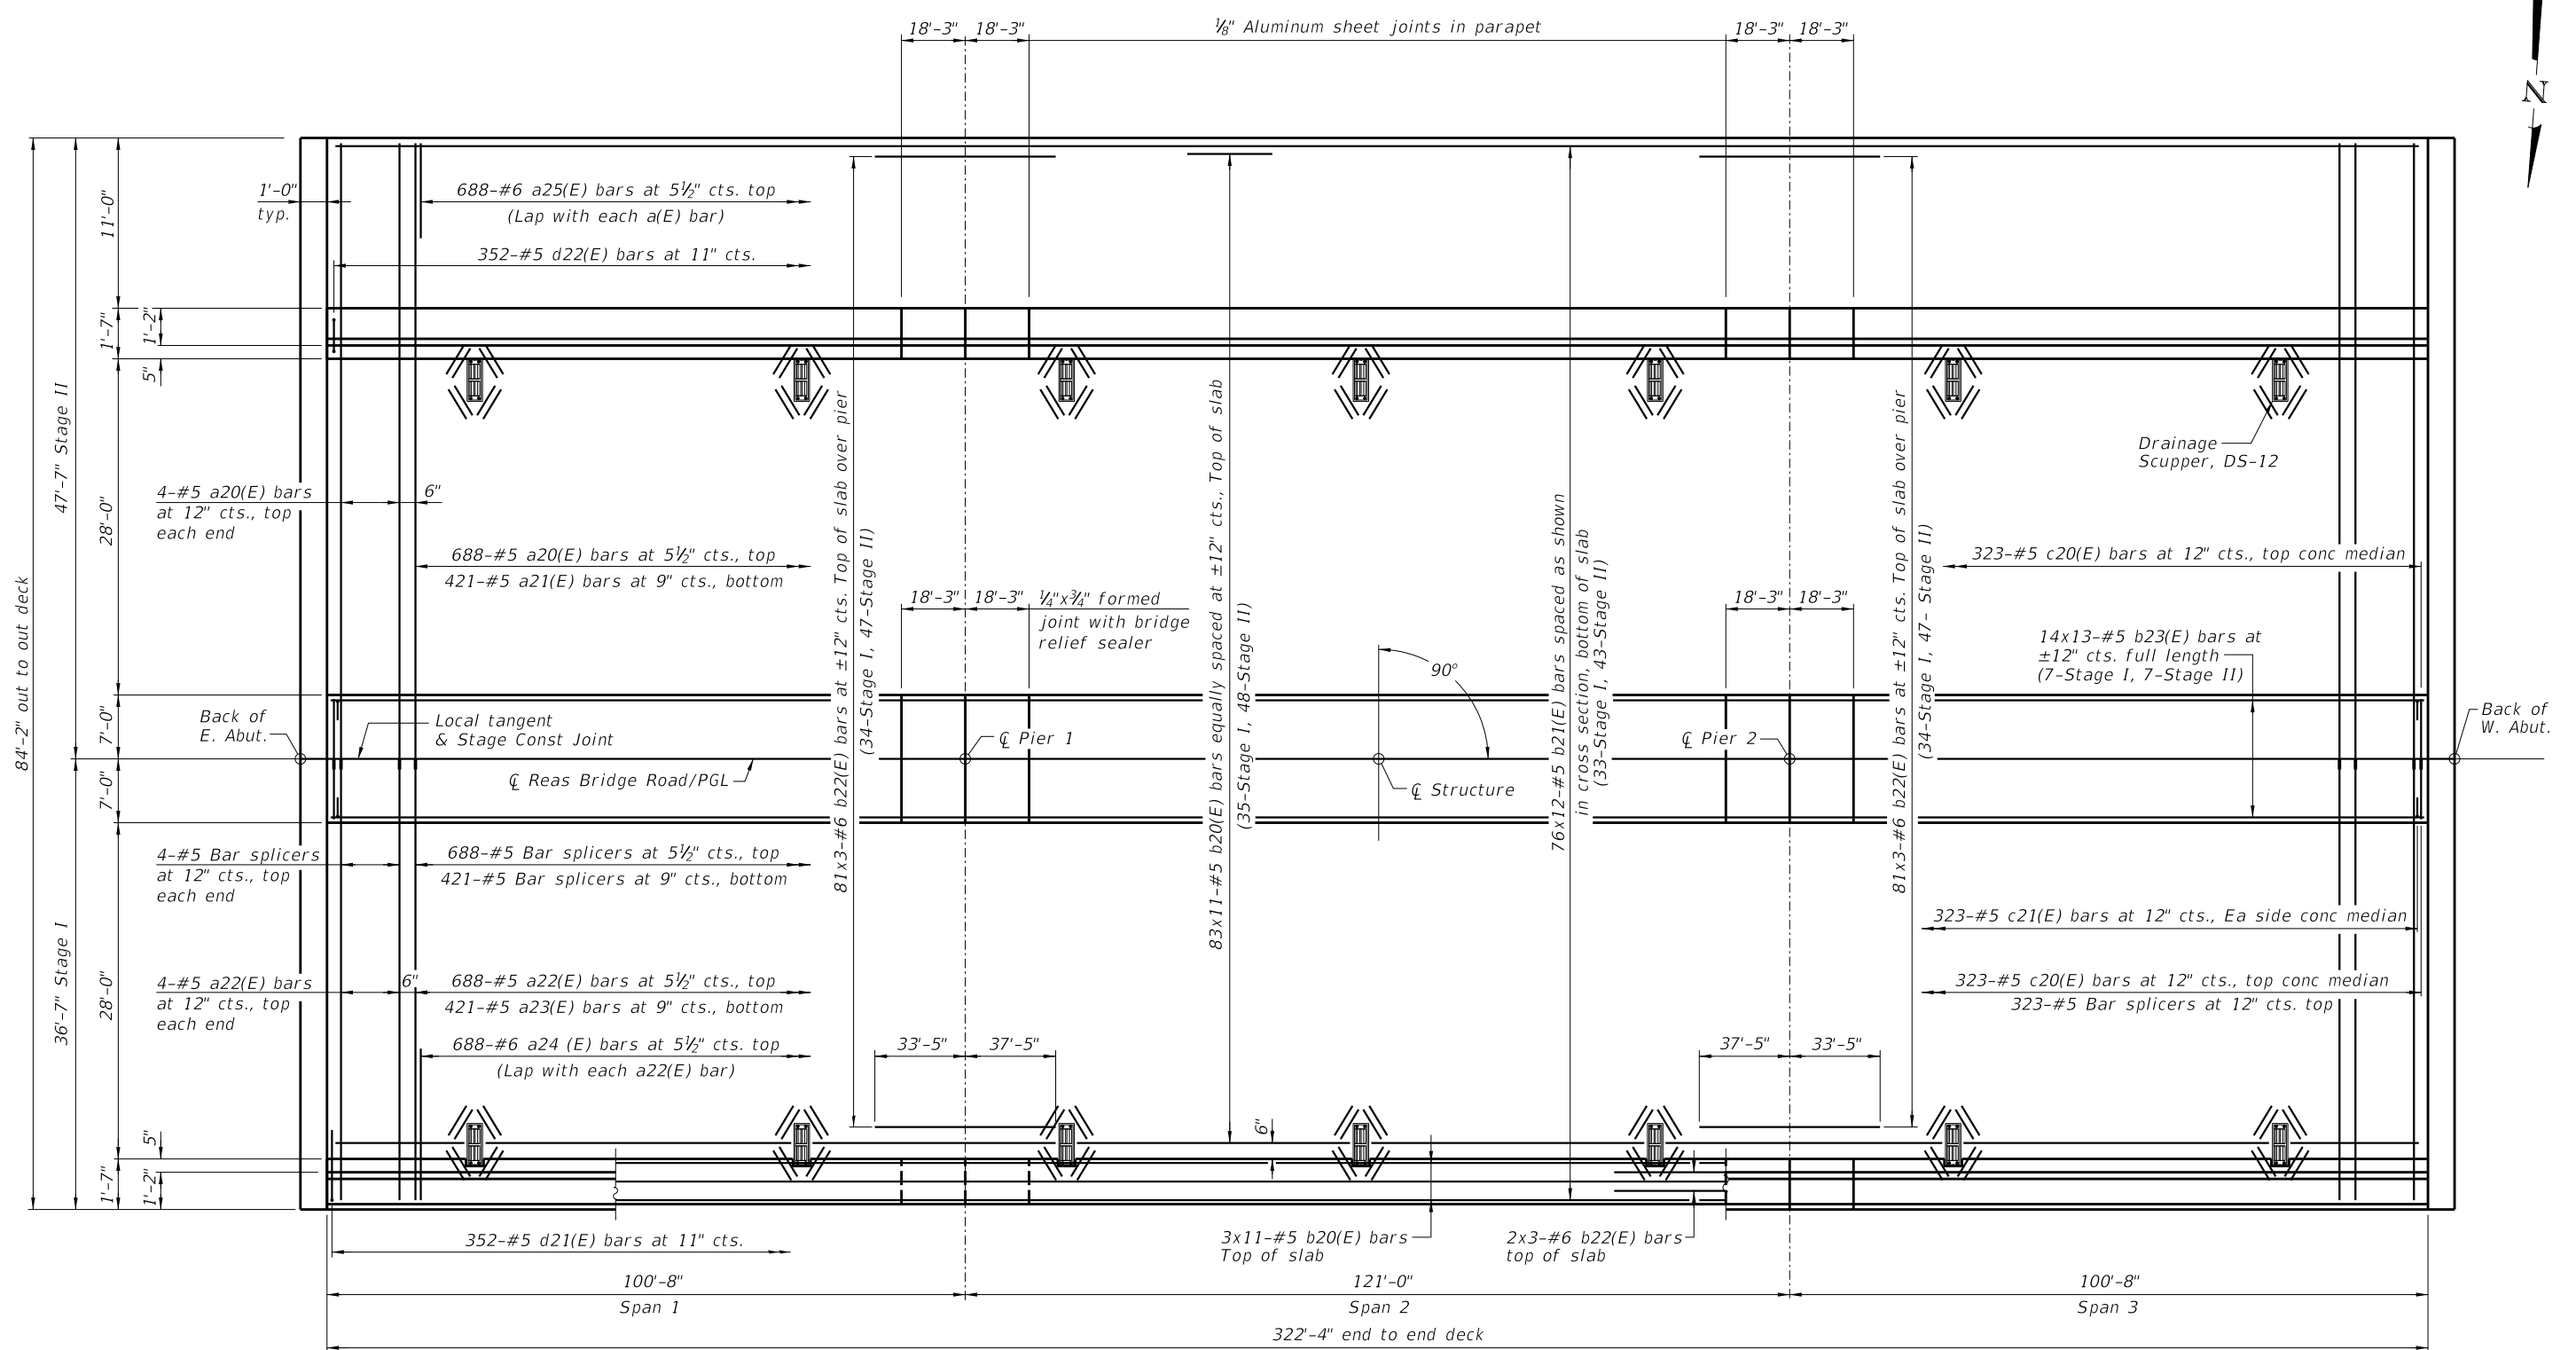 18'-3"
18'-3"
⅛" Aluminum sheet joints in parapet
18'-3"
18'-3"
N
1'-0"
typ.
688-#6 a25(E) bars at 5½" cts. top
(Lap with each a(E) bar)
352-#5 d22(E) bars at 11" cts.
11'-0"
1'-7"
1'-2"
5"
47'-7" Stage II
28'-0"
84'-2" out to out deck
4-#5 a20(E) bars
at 12" cts., top
each end
6"
688-#5 a20(E) bars at 5½" cts., top
421-#5 a21(E) bars at 9" cts., bottom
81x3-#6 b22(E) bars at ±12" cts. Top of slab over pier
(34-Stage I, 47-Stage II)
18'-3"
18'-3"
¼"x¾" formed
joint with bridge
relief sealer
83x11-#5 b20(E) bars equally spaced at ±12" cts., Top of slab
(35-Stage I, 48-Stage II)
90°
76x12-#5 b21(E) bars spaced as shown
in cross section, bottom of slab
(33-Stage I, 43-Stage II)
18'-3"
18'-3"
81x3-#6 b22(E) bars at ±12" cts. Top of slab over pier
(34-Stage I, 47- Stage II)
Drainage
Scupper, DS-12
323-#5 c20(E) bars at 12" cts., top conc median
14x13-#5 b23(E) bars at
±12" cts. full length
(7-Stage I, 7-Stage II)
7'-0"
Back of
E. Abut.
Local tangent
& Stage Const Joint
℄ Pier 1
℄ Pier 2
Back of
W. Abut.
℄ Reas Bridge Road/PGL
℄ Structure
7'-0"
4-#5 Bar splicers
at 12" cts., top
each end
688-#5 Bar splicers at 5½" cts., top
421-#5 Bar splicers at 9" cts., bottom
323-#5 c21(E) bars at 12" cts., Ea side conc median
36'-7" Stage I
28'-0"
4-#5 a22(E) bars
at 12" cts., top
each end
6"
688-#5 a22(E) bars at 5½" cts., top
421-#5 a23(E) bars at 9" cts., bottom
323-#5 c20(E) bars at 12" cts., top conc median
323-#5 Bar splicers at 12" cts. top
688-#6 a24 (E) bars at 5½" cts. top
(Lap with each a22(E) bar)
33'-5"
37'-5"
37'-5"
33'-5"
5"
1'-7"
1'-2"
6"
352-#5 d21(E) bars at 11" cts.
3x11-#5 b20(E) bars
Top of slab
2x3-#6 b22(E) bars
top of slab
100'-8"
Span 1
121'-0"
Span 2
100'-8"
Span 3
322'-4" end to end deck